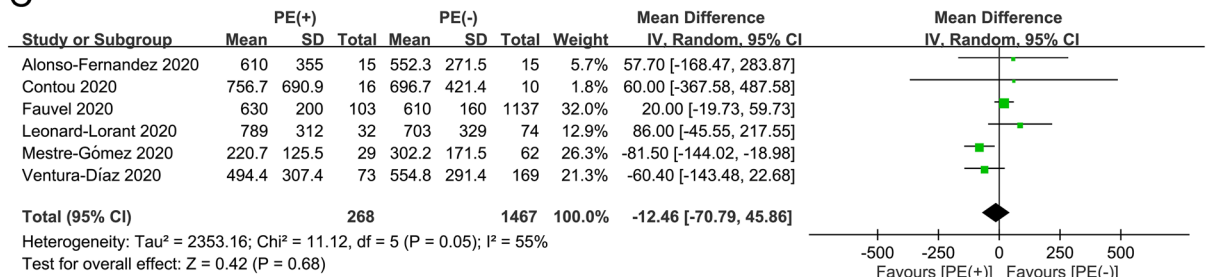 PE(+) PE(-) Mean Difference Mean Difference
Study or Subgroup Mean SD Total Mean SD Total Weight IV, Random, 95% CI IV, Random, 95% CI
Alonso-Fernandez 2020 610 355 15 552.3 271.5 15 5.7% 57.70 [-168.47, 283.87]
Contou 2020 756.7 690.9 16 696.7 421.4 10 1.8% 60.00 [-367.58, 487.58]
Fauvel 2020 630 200 103 610 160 1137 32.0% 20.00 [-19.73, 59.73]
Leonard-Lorant 2020 789 312 32 703 329 74 12.9% 86.00 [-45.55, 217.55]
Mestre-Gómez 2020 220.7 125.5 29 302.2 171.5 62 26.3% -81.50 [-144.02, -18.98]
Ventura-Díaz 2020 494.4 307.4 73 554.8 291.4 169 21.3% -60.40 [-143.48, 22.68]
Total (95% CI) 268 1467 100.0% -12.46 [-70.79, 45.86]
Heterogeneity: Tau² = 2353.16; Chi² = 11.12, df = 5 (P = 0.05); I² = 55%
Test for overall effect: Z = 0.42 (P = 0.68)
-500 -250 0 250 500
Favours [PE(+)] Favours [PE(-)]